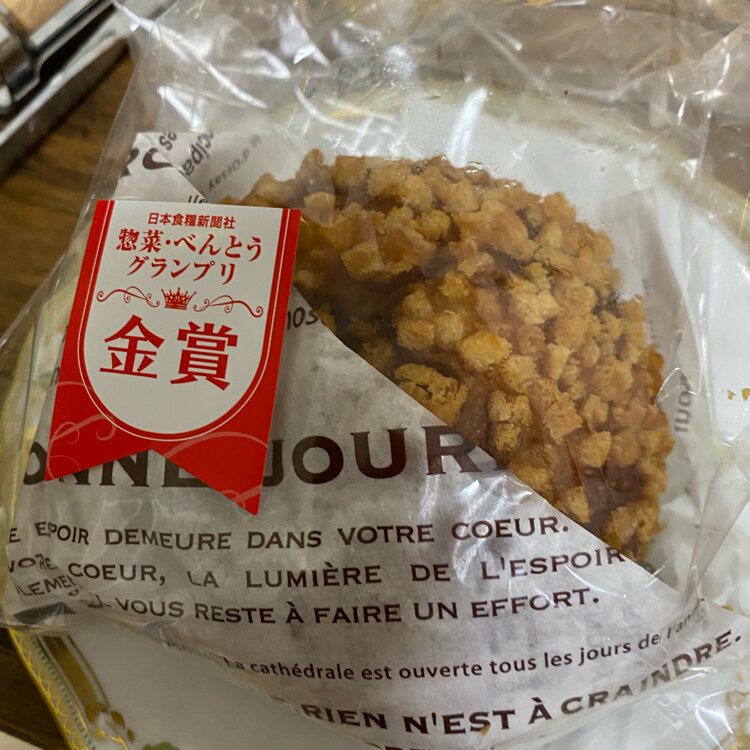 日本食糧新聞社
惣菜・べんとう
グランプリ
金賞
JOUR
ESPOIR DEMEURE DANS VOTRE COEUR.
VOTRE COEUR, LA LUMIÈRE DE L'ESPOIR
VOUS RESTE À FAIRE UN EFFORT.
La cathédrale est ouverte tous les jours de l'an
RIEN N'EST À CRAINDRE.